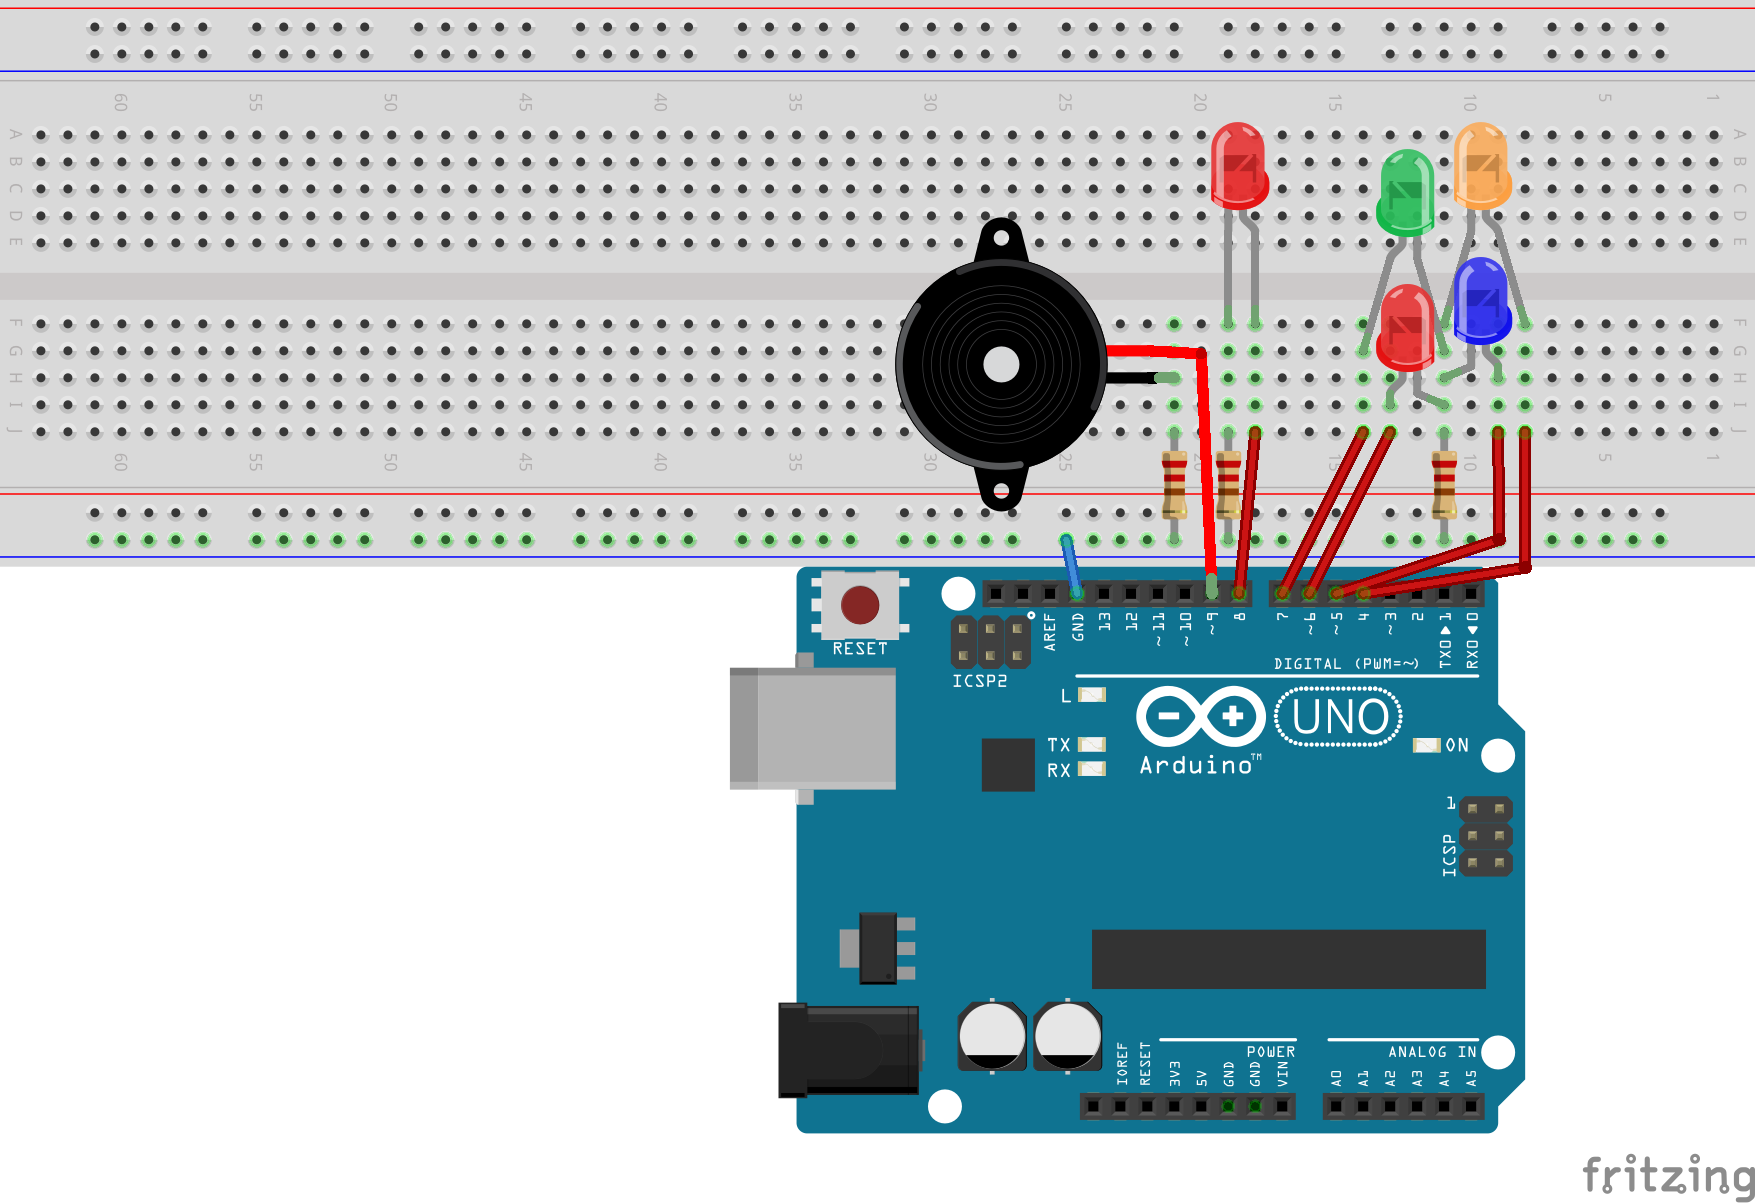 60 55 50 45 40 35 30 25 20 15 10 5 1
A A
B B
C C
D D
E E
F F
G G
H H
I I
J J
60 55 50 45 40 35 30 25 20 15 10 5 1
RESET
ICSP2
AREF GND 13 12 ~11 ~10 ~9 8 7 ~6 ~5 4 ~3 2 TX0▶1 RX0◀0
DIGITAL (PWM=~)
L
TX
RX
UNO
Arduino™
ON
1
ICSP
IOREF RESET 3V3 5V GND GND VIN
POWER
ANALOG IN
A0 A1 A2 A3 A4 A5
fritzing